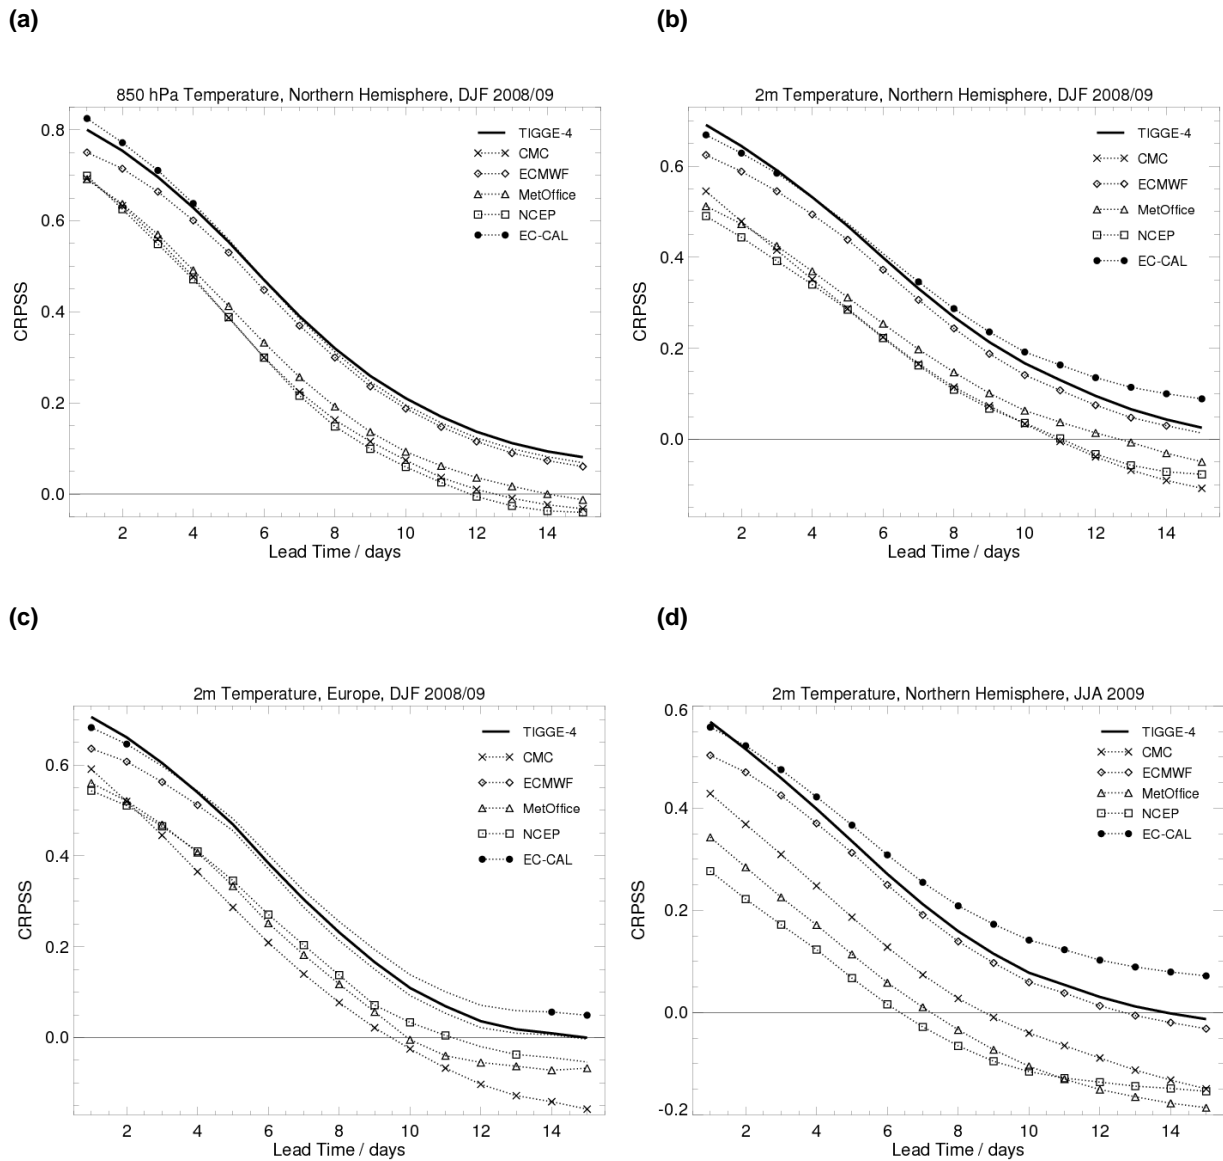 (a)
850 hPa Temperature, Northern Hemisphere, DJF 2008/09
0.8
0.6
0.4
0.2
0.0
CRPSS
TIGGE-4
CMC
ECMWF
MetOffice
NCEP
EC-CAL
2 4 6 8 10 12 14
Lead Time / days
(b)
2m Temperature, Northern Hemisphere, DJF 2008/09
0.6
0.4
0.2
0.0
CRPSS
TIGGE-4
CMC
ECMWF
MetOffice
NCEP
EC-CAL
2 4 6 8 10 12 14
Lead Time / days
(c)
2m Temperature, Europe, DJF 2008/09
0.6
0.4
0.2
0.0
CRPSS
TIGGE-4
CMC
ECMWF
MetOffice
NCEP
EC-CAL
2 4 6 8 10 12 14
Lead Time / days
(d)
2m Temperature, Northern Hemisphere, JJA 2009
0.6
0.4
0.2
0.0
-0.2
CRPSS
TIGGE-4
CMC
ECMWF
MetOffice
NCEP
EC-CAL
2 4 6 8 10 12 14
Lead Time / days